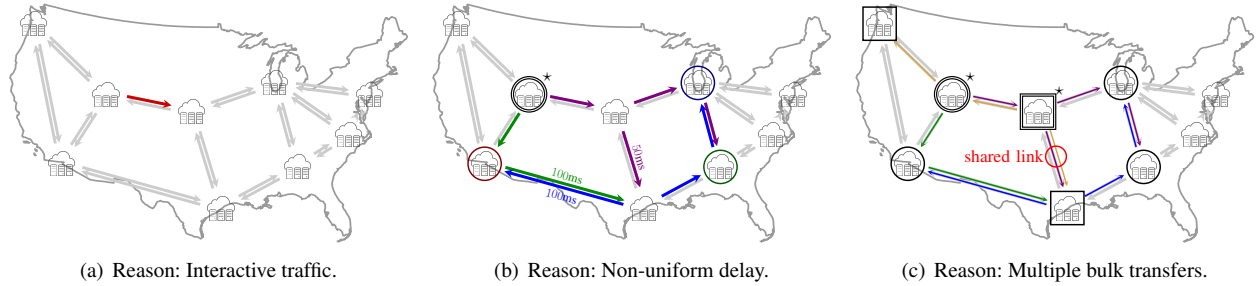 ★
★
★
50ms
shared link
100ms
100ms
(a) Reason: Interactive traffic.
(b) Reason: Non-uniform delay.
(c) Reason: Multiple bulk transfers.